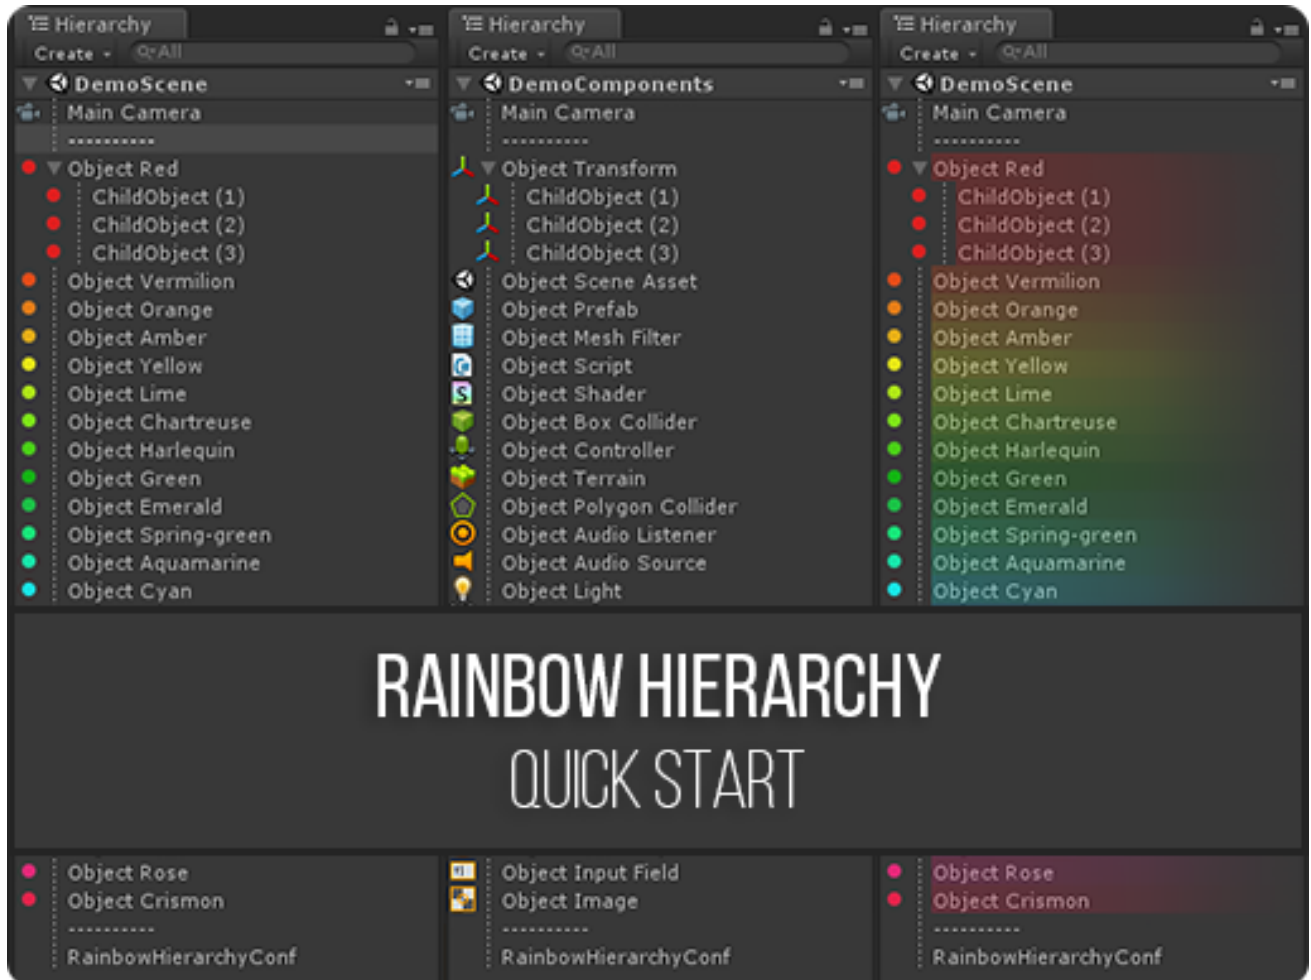 Hierarchy
Create
All
DemoScene
Main Camera
----------
Object Red
ChildObject (1)
ChildObject (2)
ChildObject (3)
Object Vermilion
Object Orange
Object Amber
Object Yellow
Object Lime
Object Chartreuse
Object Harlequin
Object Green
Object Emerald
Object Spring-green
Object Aquamarine
Object Cyan
Hierarchy
Create
All
DemoComponents
Main Camera
----------
Object Transform
ChildObject (1)
ChildObject (2)
ChildObject (3)
Object Scene Asset
Object Prefab
Object Mesh Filter
Object Script
S Object Shader
Object Box Collider
Object Controller
Object Terrain
Object Polygon Collider
Object Audio Listener
Object Audio Source
Object Light
Hierarchy
Create
All
DemoScene
Main Camera
----------
Object Red
ChildObject (1)
ChildObject (2)
ChildObject (3)
Object Vermilion
Object Orange
Object Amber
Object Yellow
Object Lime
Object Chartreuse
Object Harlequin
Object Green
Object Emerald
Object Spring-green
Object Aquamarine
Object Cyan
RAINBOW HIERARCHY
QUICK START
Object Rose
Object Crismon
----------
RainbowHierarchyConf
Object Input Field
Object Image
----------
RainbowHierarchyConf
Object Rose
Object Crismon
----------
RainbowHierarchyConf